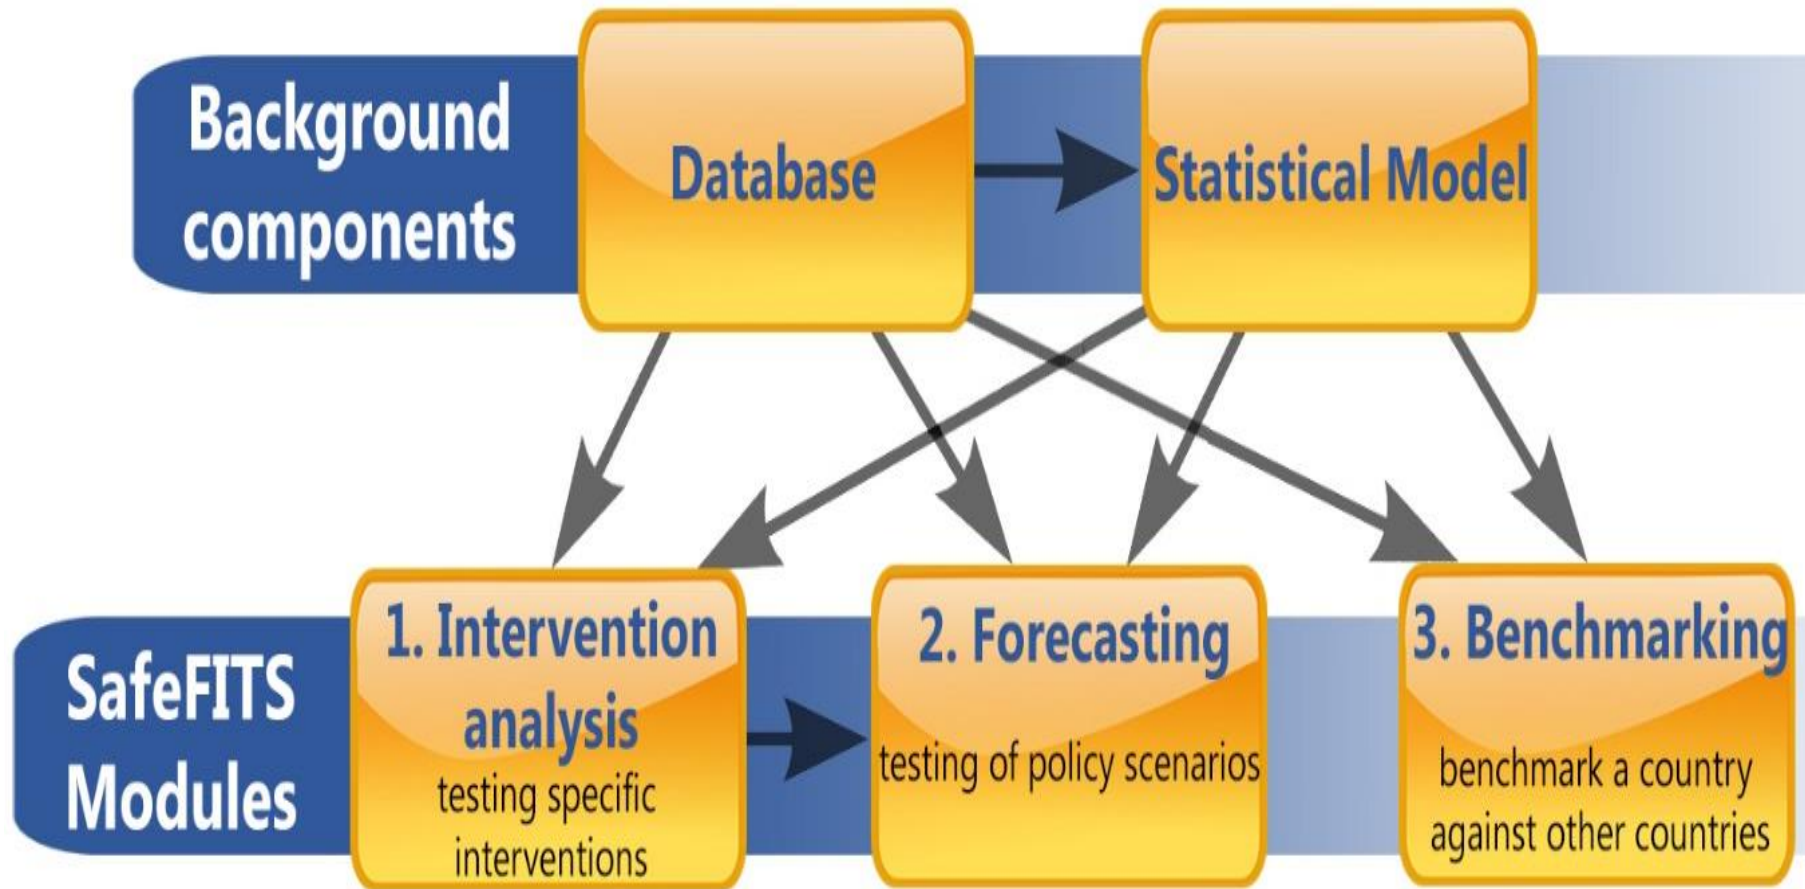 Background
components
Database
Statistical Model
SafeFITS
Modules
1. Intervention
analysis
testing specific
interventions
2. Forecasting
testing of policy scenarios
3. Benchmarking
benchmark a country
against other countries